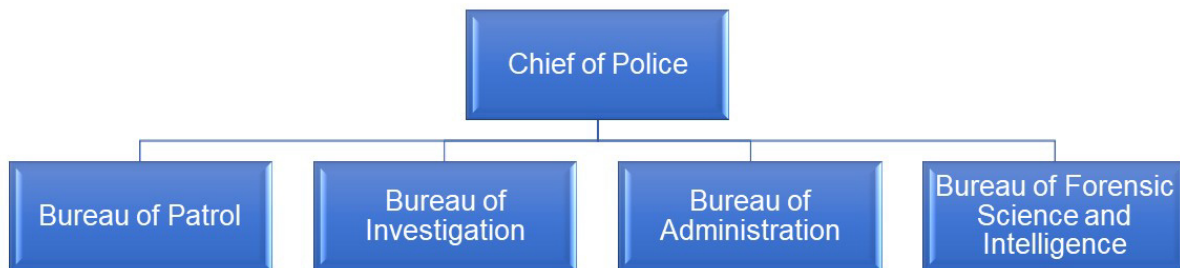 Chief of Police
Bureau of Patrol
Bureau of
Investigation
Bureau of
Administration
Bureau of Forensic
Science and
Intelligence